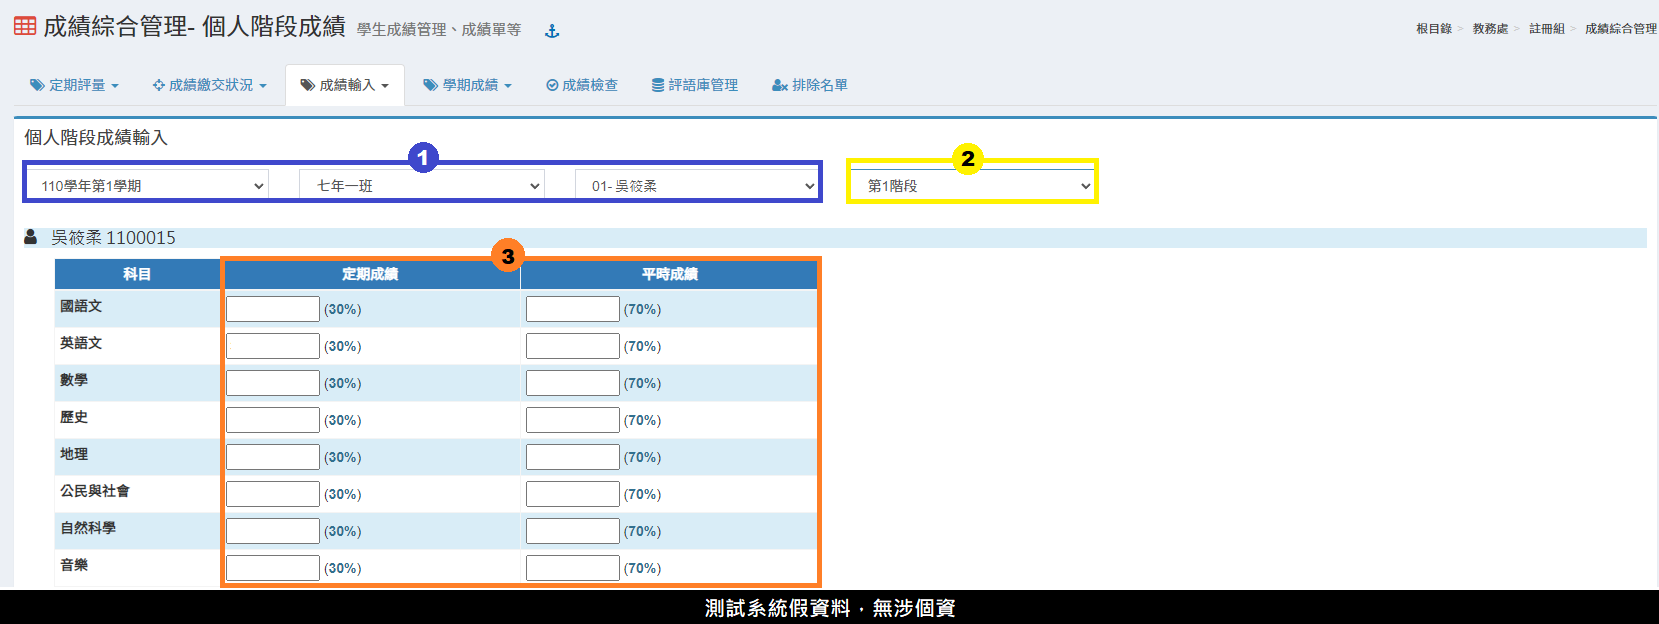 成績綜合管理- 個人階段成績 學生成績管理、成績單等
根目錄 > 教務處 > 註冊組 > 成績綜合管理
定期評量 成績繳交狀況 成績輸入 學期成績 成績檢查 評語庫管理 排除名單
個人階段成績輸入
1 2
110學年第1學期 七年一班 01- 吳筱柔 第1階段
吳筱柔 1100015
3
科目 定期成績 平時成績
國語文 (30%) (70%)
英語文 (30%) (70%)
數學 (30%) (70%)
歷史 (30%) (70%)
地理 (30%) (70%)
公民與社會 (30%) (70%)
自然科學 (30%) (70%)
音樂 (30%) (70%)
測試系統假資料，無涉個資